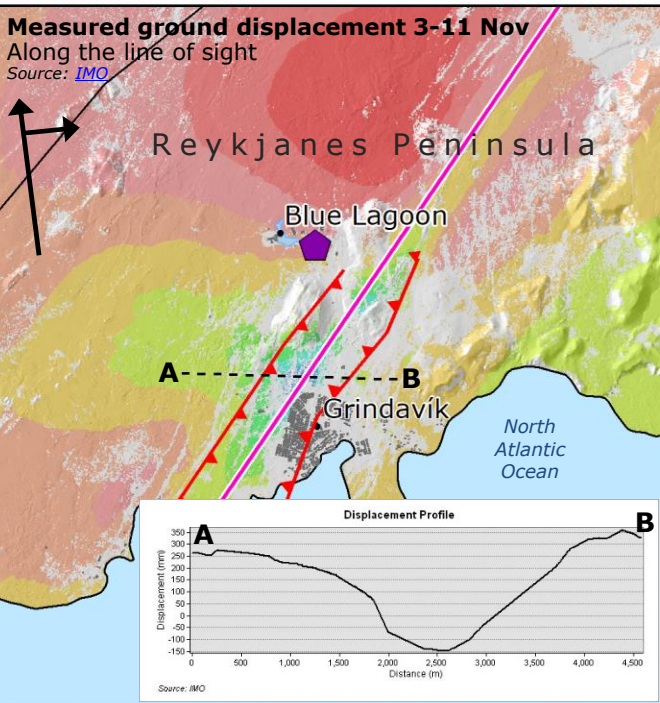 Measured ground displacement 3-11 Nov
Along the line of sight
Source: IMO
Reykjanes Peninsula
Blue Lagoon
A
B
Grindavík
North
Atlantic
Ocean
Displacement Profile
A
B
Displacement (mm)
350
300
250
200
150
100
50
0
-50
-100
-150
0 500 1,000 1,500 2,000 2,500 3,000 3,500 4,000 4,500
Distance (m)
Source: IMO